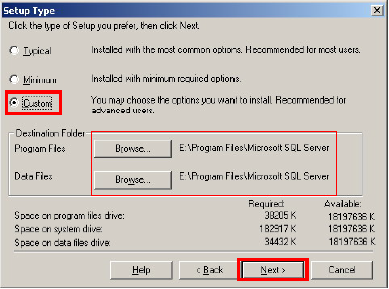 Setup Type
Click the type of Setup you prefer, then click Next.
Typical Installed with the most common options. Recommended for most users.
Minimum Installed with minimum required options.
Custom You may choose the options you want to install. Recommended for
advanced users.
Destination Folder
Program Files Browse... E:\Program Files\Microsoft SQL Server
Data Files Browse... E:\Program Files\Microsoft SQL Server
Required: Available:
Space on program files drive: 38205 K 18197636 K
Space on system drive: 182917 K 18197636 K
Space on data files drive: 34432 K 18197636 K
Help < Back Next > Cancel